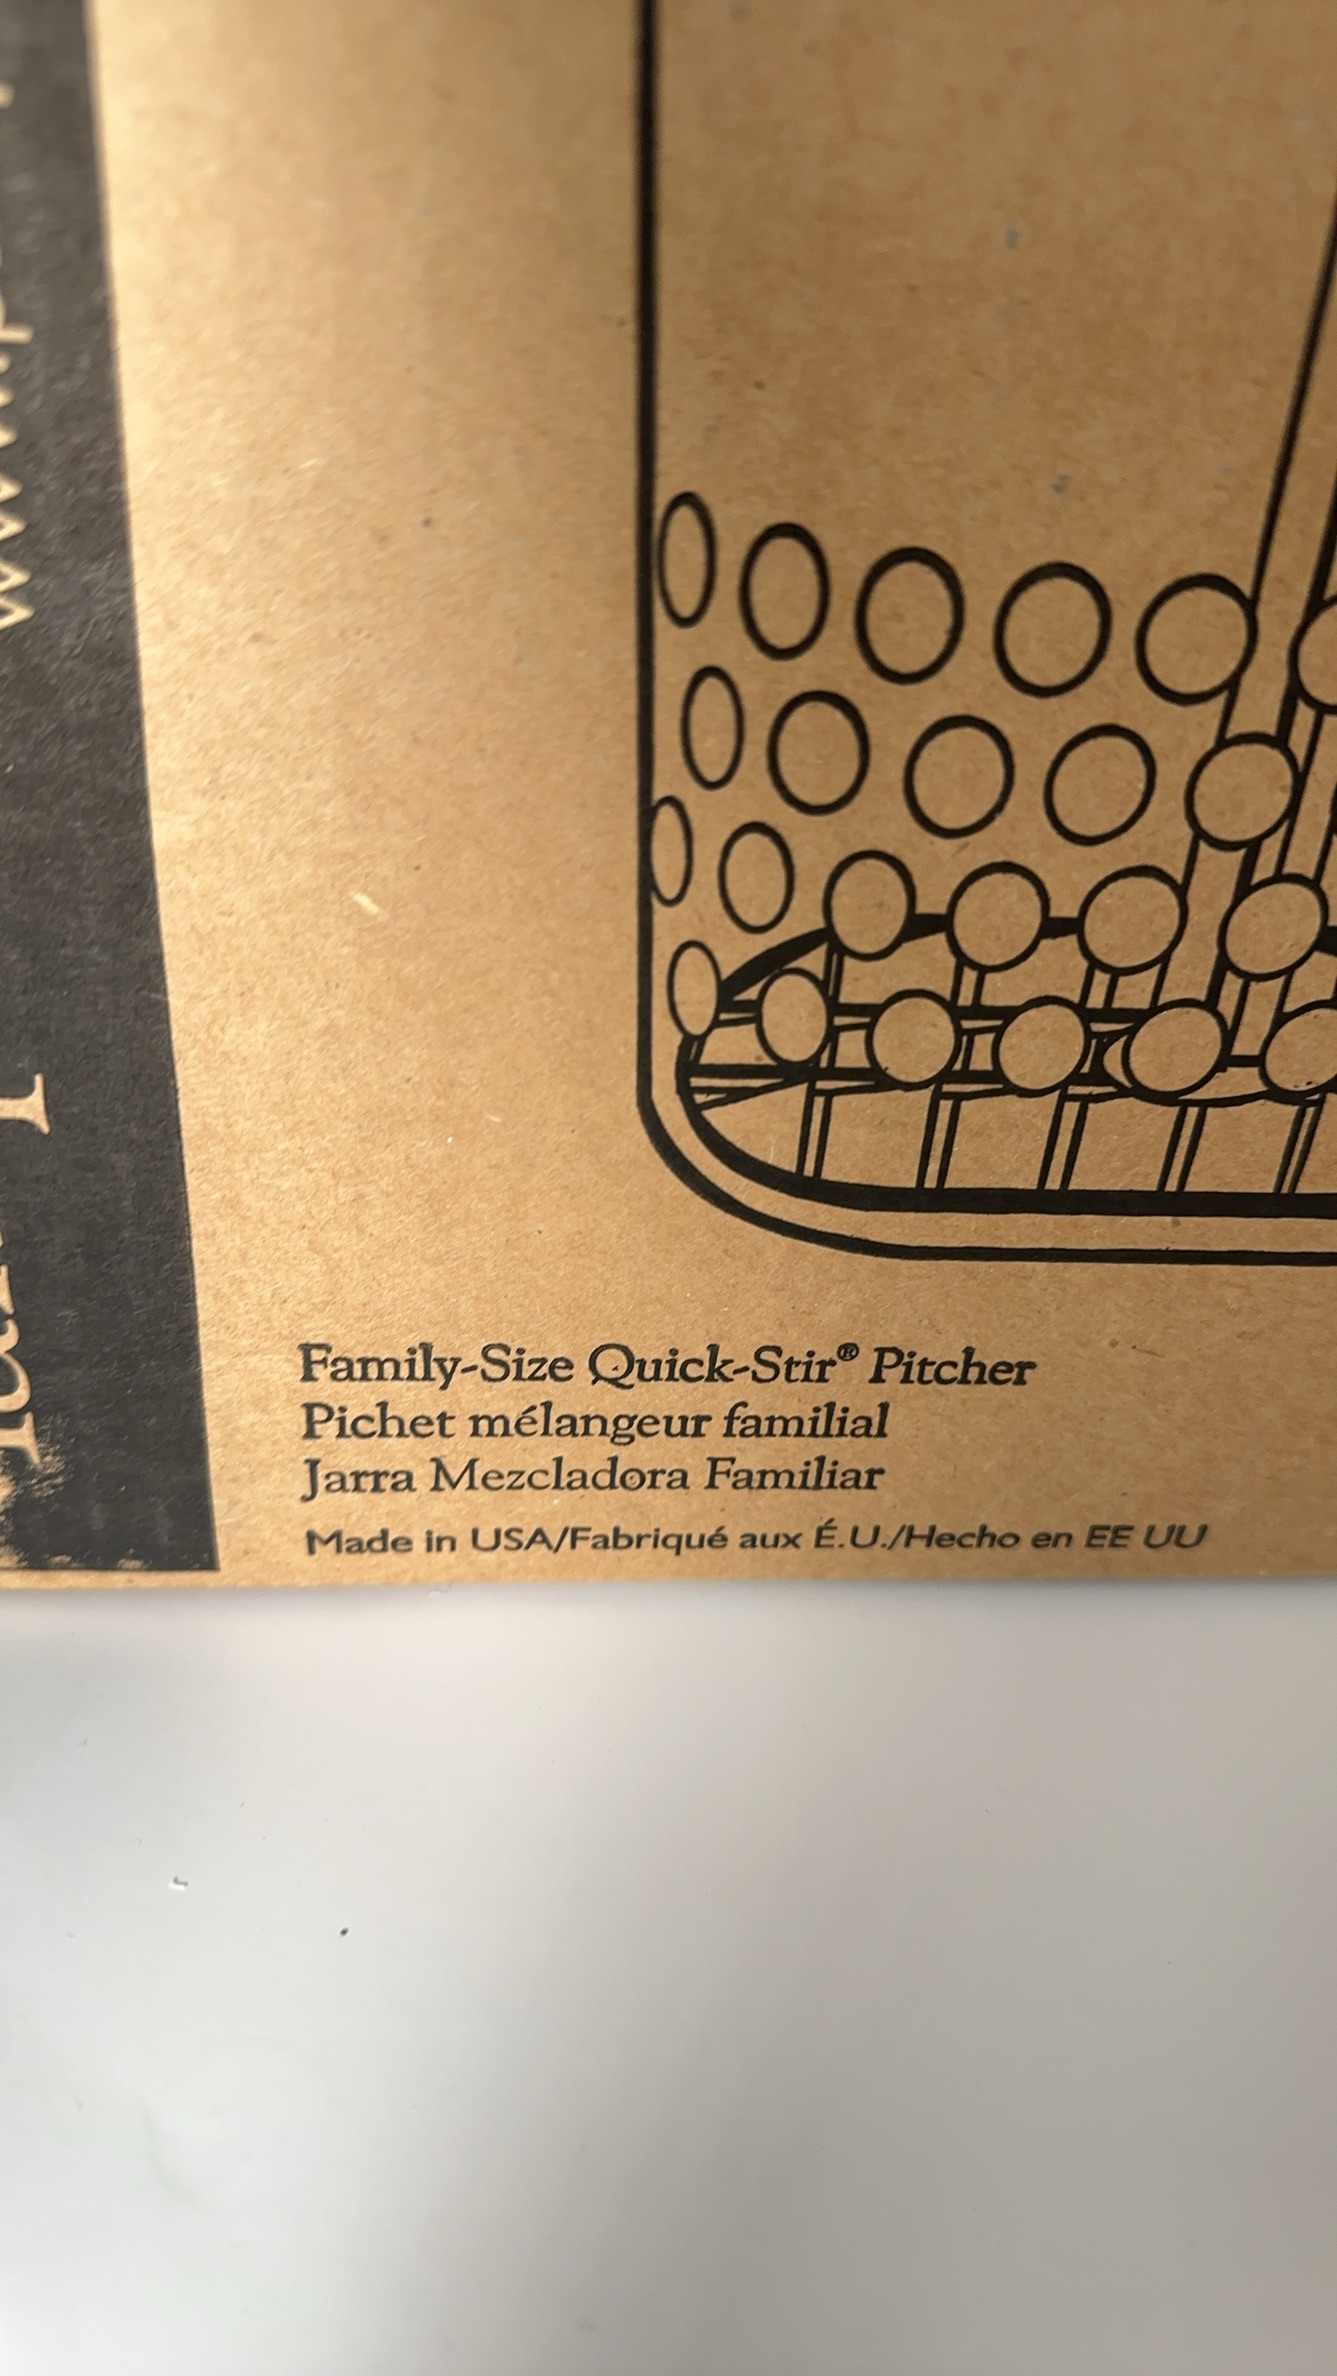 Family-Size Quick-Stir® Pitcher
Pichet mélangeur familial
Jarra Mezcladora Familiar
Made in USA/Fabriqué aux É.U./Hecho en EE UU